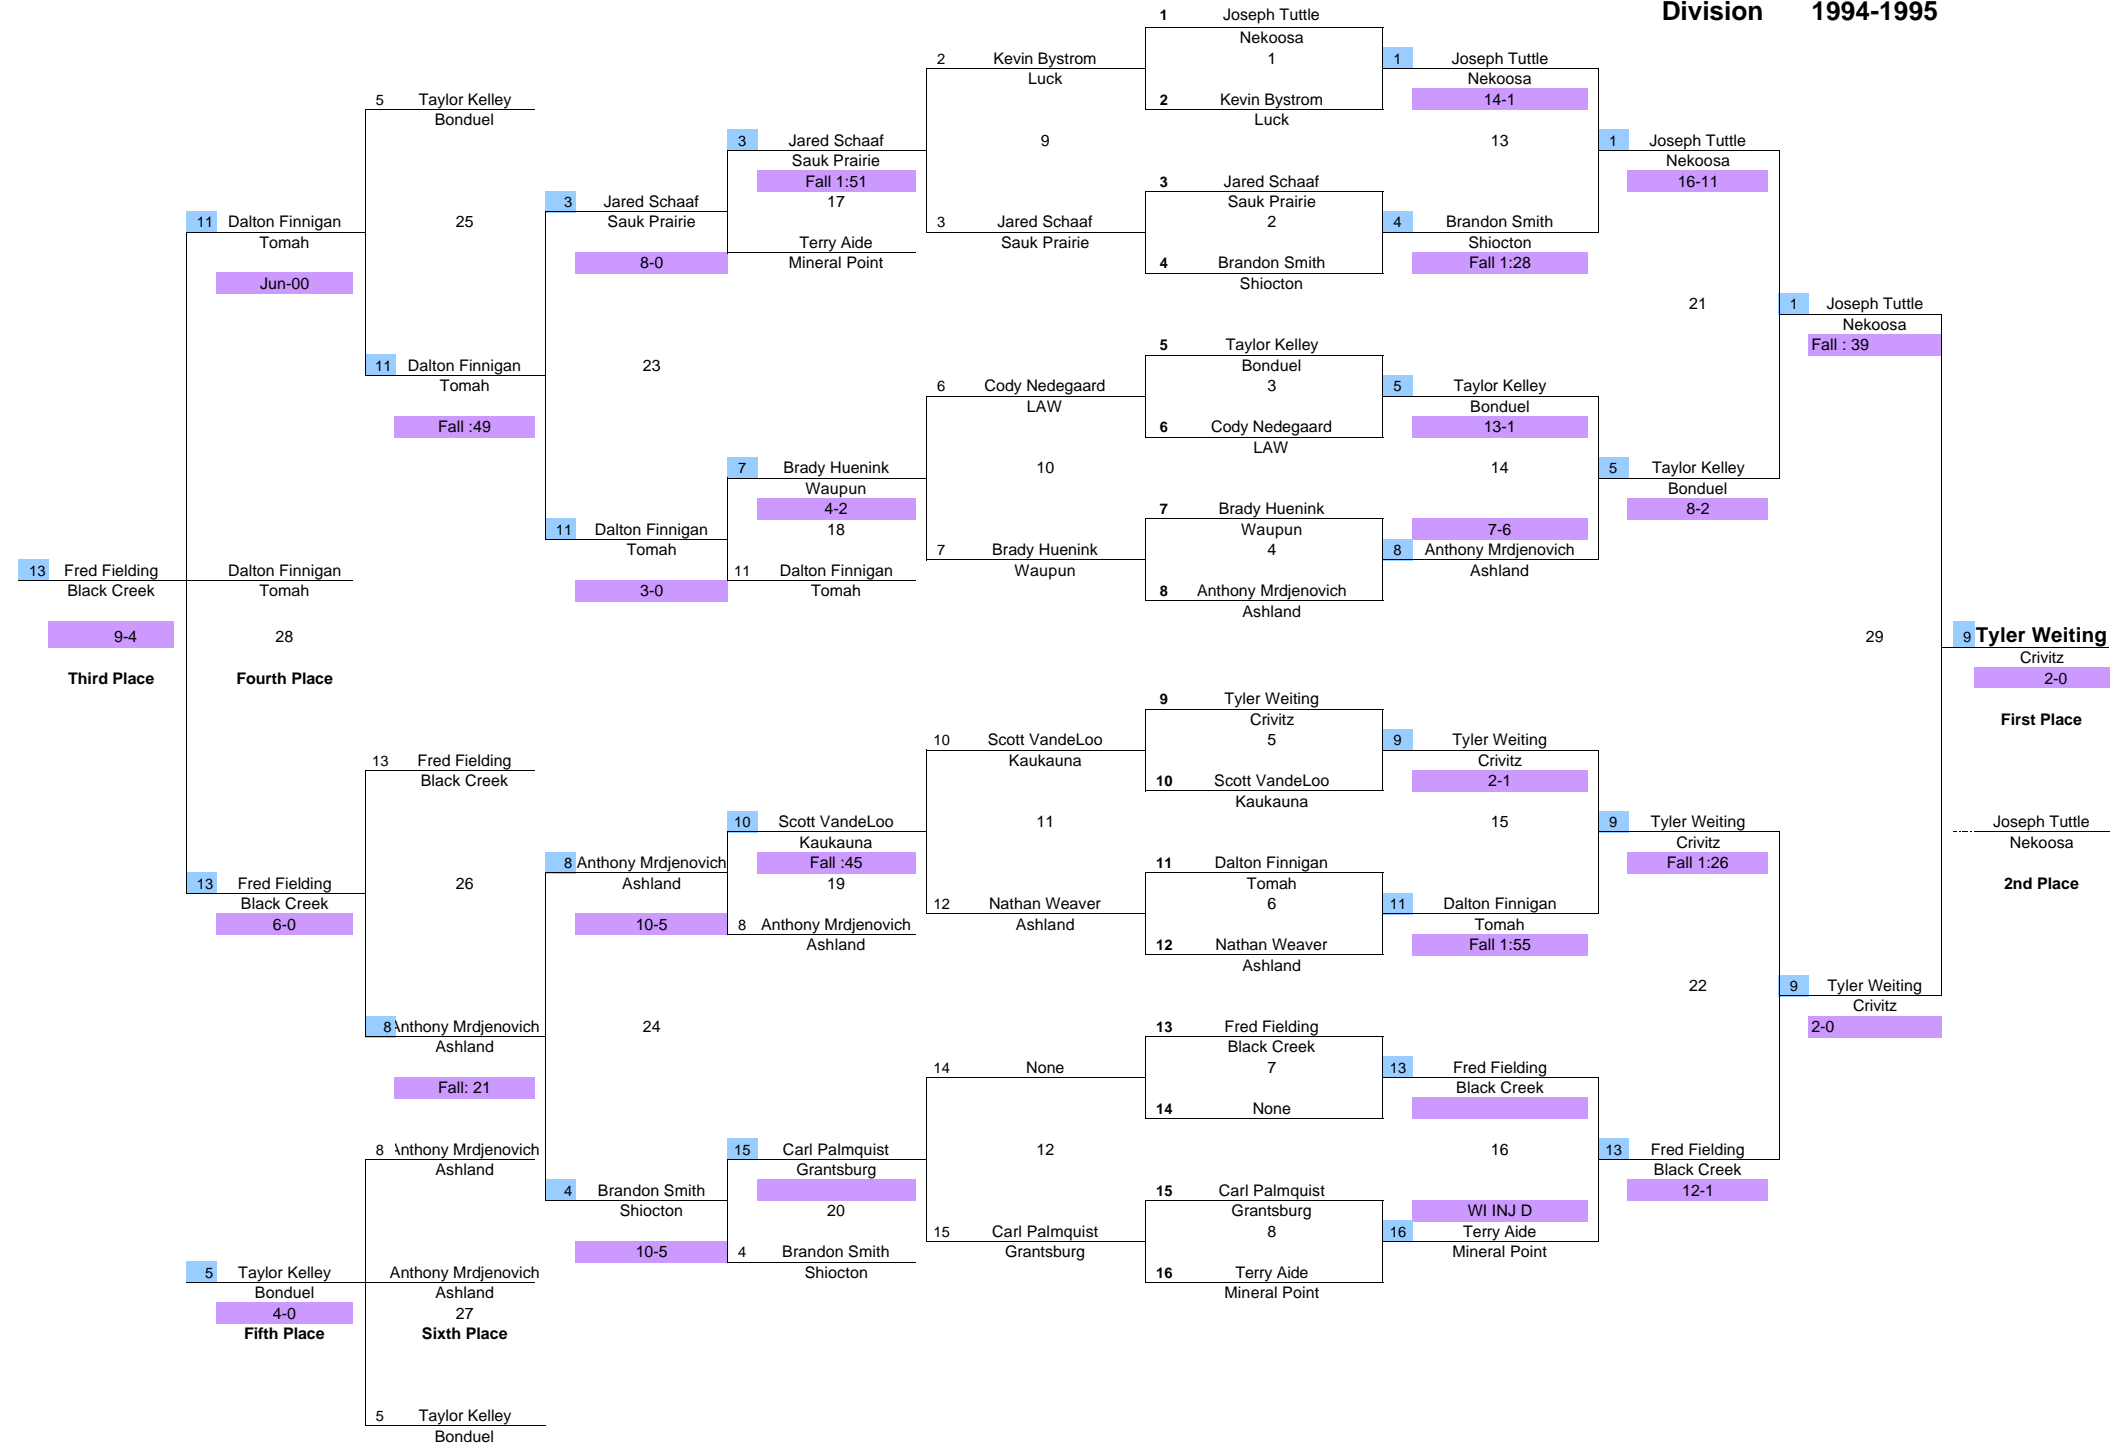 Division 1994-1995
1 Joseph Tuttle
Nekoosa
2 Kevin Bystrom 1 1 Joseph Tuttle
Luck Nekoosa
5 Taylor Kelley 2 Kevin Bystrom 14-1
Bonduel Luck
3 Jared Schaaf 9 13 1 Joseph Tuttle
Sauk Prairie Nekoosa
Fall 1:51 3 Jared Schaaf 16-11
3 Jared Schaaf 17 Sauk Prairie
11 Dalton Finnigan 25 Sauk Prairie 3 Jared Schaaf 2 4 Brandon Smith
Tomah Terry Aide Sauk Prairie Shiocton
8-0 Mineral Point 4 Brandon Smith Fall 1:28
Jun-00 Shiocton
21 1 Joseph Tuttle
Nekoosa
5 Taylor Kelley Fall : 39
11 Dalton Finnigan 23 Bonduel
Tomah 6 Cody Nedegaard 3 5 Taylor Kelley
LAW Bonduel
Fall :49 6 Cody Nedegaard 13-1
LAW
7 Brady Huenink 10 14 5 Taylor Kelley
Waupun Bonduel
4-2 7 Brady Huenink 8-2
11 Dalton Finnigan 18 Waupun 7-6
Tomah 7 Brady Huenink 4 8 Anthony Mrdjenovich
13 Fred Fielding Dalton Finnigan 11 Dalton Finnigan Waupun Ashland
Black Creek Tomah 3-0 Tomah 8 Anthony Mrdjenovich
Ashland
9-4 28 29 9 Tyler Weiting
Crivitz
Third Place Fourth Place 2-0
9 Tyler Weiting
Crivitz First Place
10 Scott VandeLoo 5 9 Tyler Weiting
13 Fred Fielding Kaukauna Crivitz
Black Creek 10 Scott VandeLoo 2-1
Kaukauna
10 Scott VandeLoo 11 15 9 Tyler Weiting Joseph Tuttle
Kaukauna Crivitz Nekoosa
8 Anthony Mrdjenovich Fall :45 11 Dalton Finnigan Fall 1:26
13 Fred Fielding 26 Ashland 19 Tomah 2nd Place
Black Creek 12 Nathan Weaver 6 11 Dalton Finnigan
6-0 10-5 8 Anthony Mrdjenovich Ashland Tomah
Ashland 12 Nathan Weaver Fall 1:55
Ashland
22 9 Tyler Weiting
Crivitz
8 Anthony Mrdjenovich 24 13 Fred Fielding 2-0
Ashland Black Creek
14 None 7 13 Fred Fielding
Fall: 21 Black Creek
14 None
8 Anthony Mrdjenovich 15 Carl Palmquist 12 16 13 Fred Fielding
Ashland Grantsburg Black Creek
4 Brandon Smith 15 Carl Palmquist 12-1
Shiocton 20 Grantsburg WI INJ D
15 Carl Palmquist 8 16 Terry Aide
10-5 4 Brandon Smith Grantsburg Mineral Point
5 Taylor Kelley Anthony Mrdjenovich Shiocton 16 Terry Aide
Bonduel Ashland Mineral Point
4-0 27
Fifth Place Sixth Place
5 Taylor Kelley
Bonduel